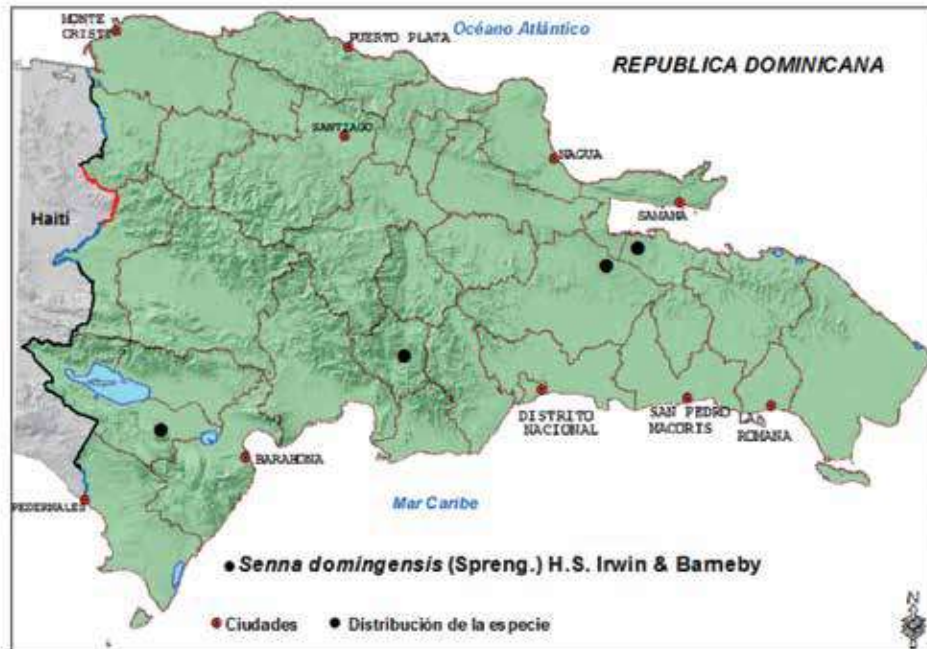 MONTE
CRISTI
PUERTO PLATA
Océano Atlántico
REPUBLICA DOMINICANA
SANTIAGO
NAGUA
Haití
SAMANA
DISTRITO
NACIONAL
SAN PEDRO
MACORIS
LA
ROMANA
BARAHONA
PEDERNALES
Mar Caribe
Senna domingensis (Spreng.) H.S. Irwin & Barneby
Ciudades
Distribución de la especie
N